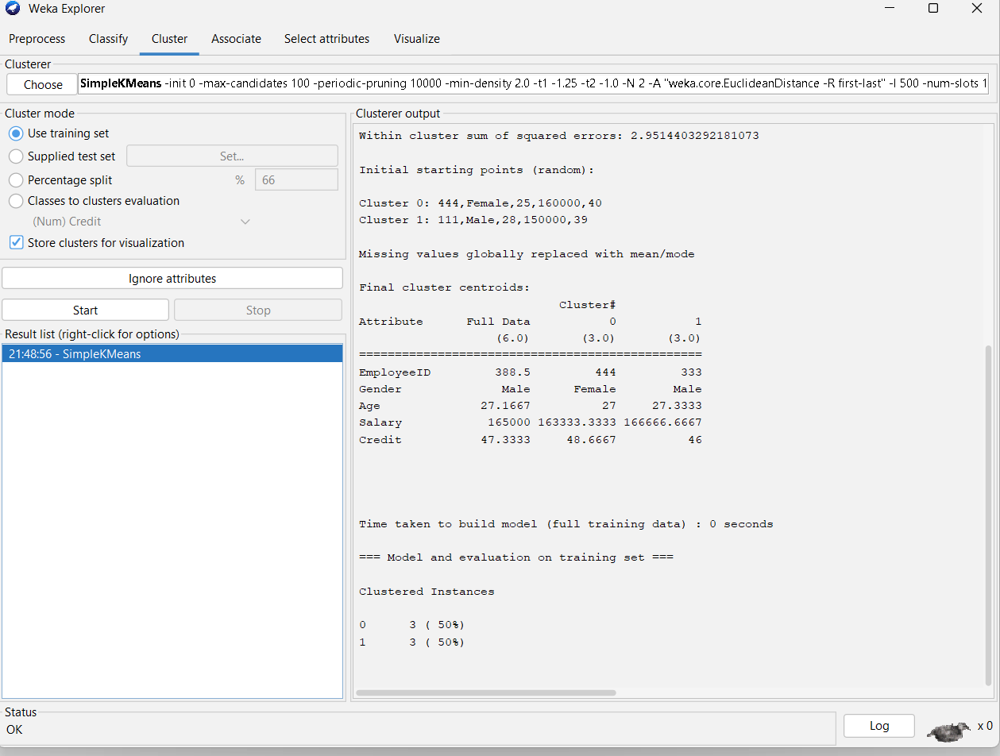 Weka Explorer
Preprocess Classify Cluster Associate Select attributes Visualize
Clusterer
Choose SimpleKMeans -init 0 -max-candidates 100 -periodic-pruning 10000 -min-density 2.0 -t1 -1.25 -t2 -1.0 -N 2 -A "weka.core.EuclideanDistance -R first-last" -I 500 -num-slots 1
Cluster mode
Use training set
Supplied test set Set...
Percentage split % 66
Classes to clusters evaluation
(Num) Credit
Store clusters for visualization
Ignore attributes
Start Stop
Result list (right-click for options)
21:48:56 - SimpleKMeans
Clusterer output
Within cluster sum of squared errors: 2.9514403292181073
Initial starting points (random):
Cluster 0: 444,Female,25,160000,40
Cluster 1: 111,Male,28,150000,39
Missing values globally replaced with mean/mode
Final cluster centroids:
Cluster#
Attribute Full Data 0 1
(6.0) (3.0) (3.0)
================================================
EmployeeID 388.5 444 333
Gender Male Female Male
Age 27.1667 27 27.3333
Salary 165000 163333.3333 166666.6667
Credit 47.3333 48.6667 46
Time taken to build model (full training data) : 0 seconds
=== Model and evaluation on training set ===
Clustered Instances
0 3 ( 50%)
1 3 ( 50%)
Status
OK
Log x 0